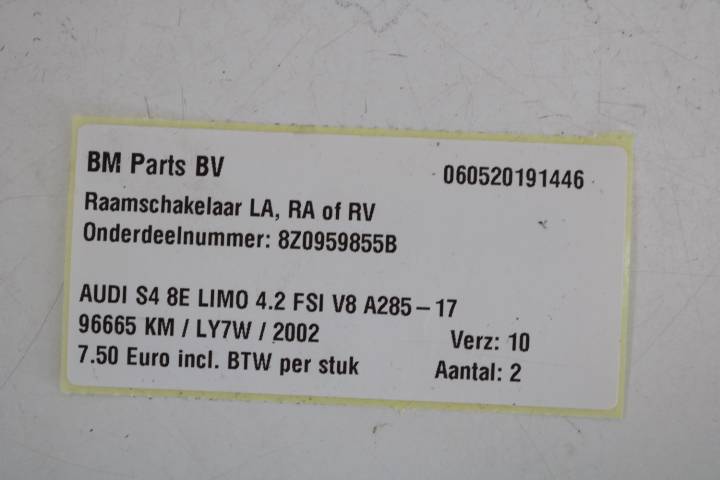 BM Parts BV 060520191446
Raamschakelaar LA, RA of RV
Onderdeelnummer: 8Z0959855B
AUDI S4 8E LIMO 4.2 FSI V8 A285-17
96665 KM / LY7W / 2002 Verz: 10
7.50 Euro incl. BTW per stuk Aantal: 2